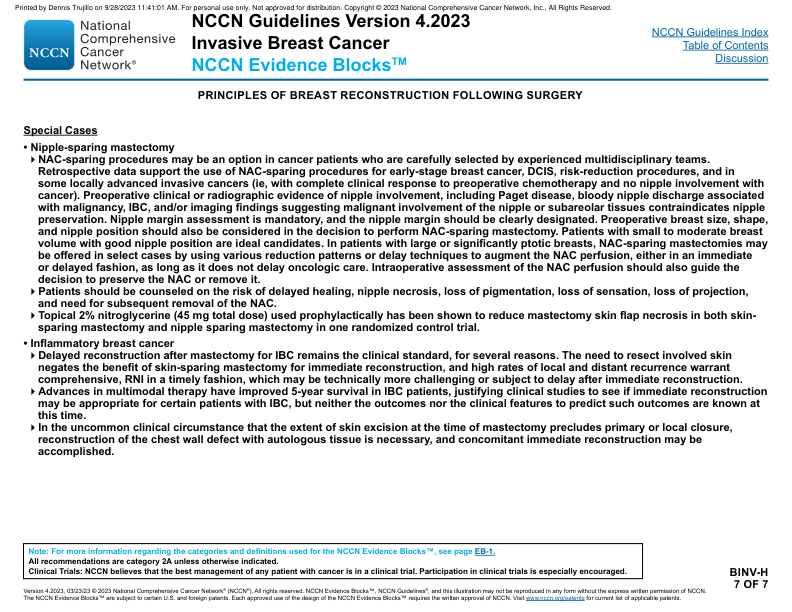 Printed by Dennis Trujillo on 9/28/2023 11:41:01 AM. For personal use only. Not approved for distribution. Copyright © 2023 National Comprehensive Cancer Network, Inc., All Rights Reserved.
NCCN
National
Comprehensive
Cancer
Network®
NCCN Guidelines Version 4.2023
Invasive Breast Cancer
NCCN Evidence Blocks™
NCCN Guidelines Index
Table of Contents
Discussion
PRINCIPLES OF BREAST RECONSTRUCTION FOLLOWING SURGERY
Special Cases
• Nipple-sparing mastectomy
NAC-sparing procedures may be an option in cancer patients who are carefully selected by experienced multidisciplinary teams.
Retrospective data support the use of NAC-sparing procedures for early-stage breast cancer, DCIS, risk-reduction procedures, and in
some locally advanced invasive cancers (ie, with complete clinical response to preoperative chemotherapy and no nipple involvement with
cancer). Preoperative clinical or radiographic evidence of nipple involvement, including Paget disease, bloody nipple discharge associated
with malignancy, IBC, and/or imaging findings suggesting malignant involvement of the nipple or subareolar tissues contraindicates nipple
preservation. Nipple margin assessment is mandatory, and the nipple margin should be clearly designated. Preoperative breast size, shape,
and nipple position should also be considered in the decision to perform NAC-sparing mastectomy. Patients with small to moderate breast
volume with good nipple position are ideal candidates. In patients with large or significantly ptotic breasts, NAC-sparing mastectomies may
be offered in select cases by using various reduction patterns or delay techniques to augment the NAC perfusion, either in an immediate
or delayed fashion, as long as it does not delay oncologic care. Intraoperative assessment of the NAC perfusion should also guide the
decision to preserve the NAC or remove it.
Patients should be counseled on the risk of delayed healing, nipple necrosis, loss of pigmentation, loss of sensation, loss of projection,
and need for subsequent removal of the NAC.
Topical 2% nitroglycerine (45 mg total dose) used prophylactically has been shown to reduce mastectomy skin flap necrosis in both skin-
sparing mastectomy and nipple sparing mastectomy in one randomized control trial.
• Inflammatory breast cancer
Delayed reconstruction after mastectomy for IBC remains the clinical standard, for several reasons. The need to resect involved skin
negates the benefit of skin-sparing mastectomy for immediate reconstruction, and high rates of local and distant recurrence warrant
comprehensive, RNI in a timely fashion, which may be technically more challenging or subject to delay after immediate reconstruction.
Advances in multimodal therapy have improved 5-year survival in IBC patients, justifying clinical studies to see if immediate reconstruction
may be appropriate for certain patients with IBC, but neither the outcomes nor the clinical features to predict such outcomes are known at
this time.
In the uncommon clinical circumstance that the extent of skin excision at the time of mastectomy precludes primary or local closure,
reconstruction of the chest wall defect with autologous tissue is necessary, and concomitant immediate reconstruction may be
accomplished.
Note: For more information regarding the categories and definitions used for the NCCN Evidence Blocks™, see page EB-1.
All recommendations are category 2A unless otherwise indicated.
Clinical Trials: NCCN believes that the best management of any patient with cancer is in a clinical trial. Participation in clinical trials is especially encouraged.
BINV-H
7 OF 7
Version 4.2023, 03/23/23 © 2023 National Comprehensive Cancer Network® (NCCN®), All rights reserved. NCCN Evidence Blocks™, NCCN Guidelines®, and this illustration may not be reproduced in any form without the express written permission of NCCN.
The NCCN Evidence Blocks™ are subject to certain U.S. and foreign patents. Each approved use of the design of the NCCN Evidence Blocks™ requires the written approval of NCCN. Visit www.nccn.org/patents for current list of applicable patents.